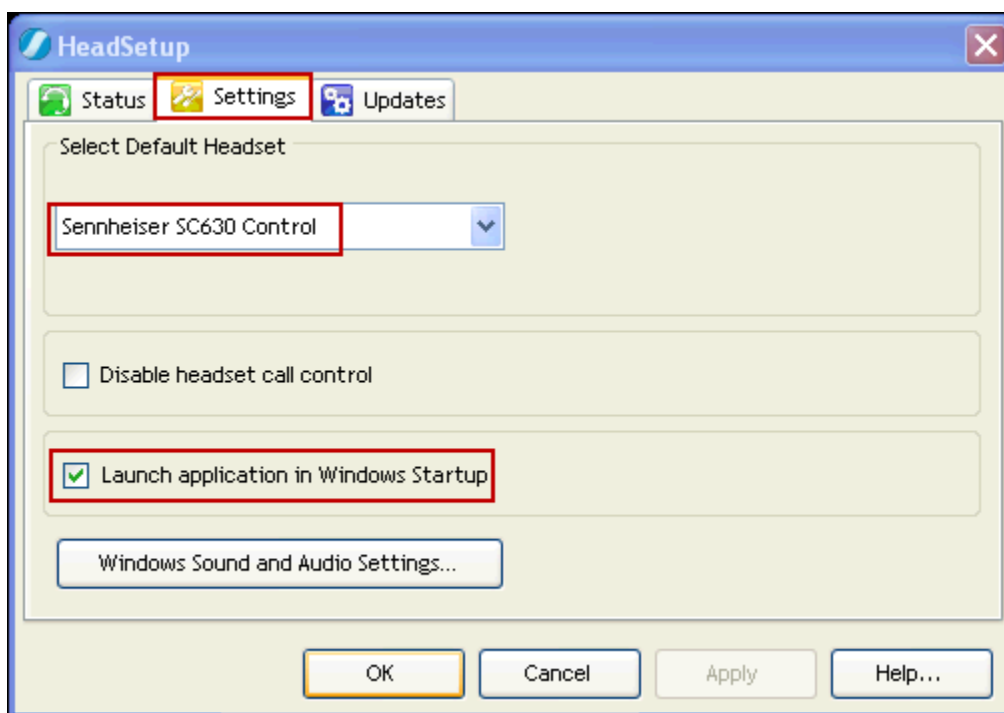 HeadSetup
Status Settings Updates
Select Default Headset
Sennheiser SC630 Control
Disable headset call control
Launch application in Windows Startup
Windows Sound and Audio Settings...
OK Cancel Apply Help...